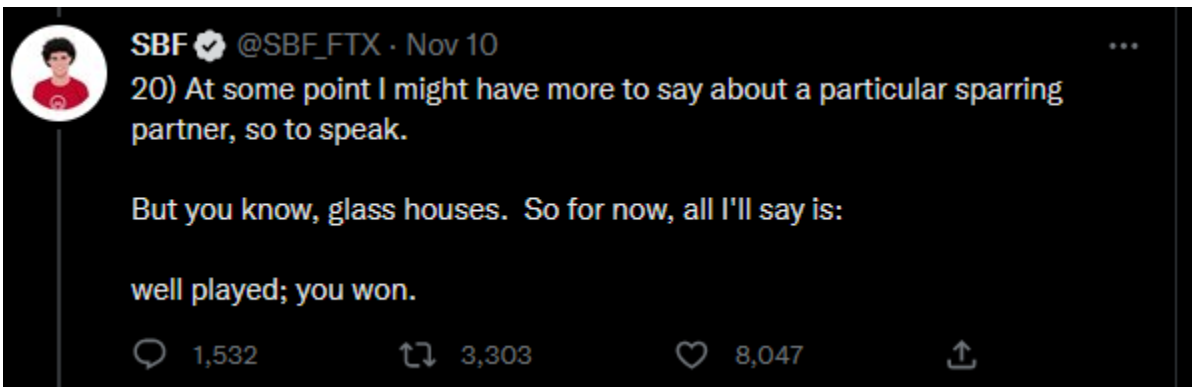 SBF @SBF_FTX · Nov 10
20) At some point I might have more to say about a particular sparring
partner, so to speak.
But you know, glass houses.  So for now, all I'll say is:
well played; you won.
1,532 3,303 8,047